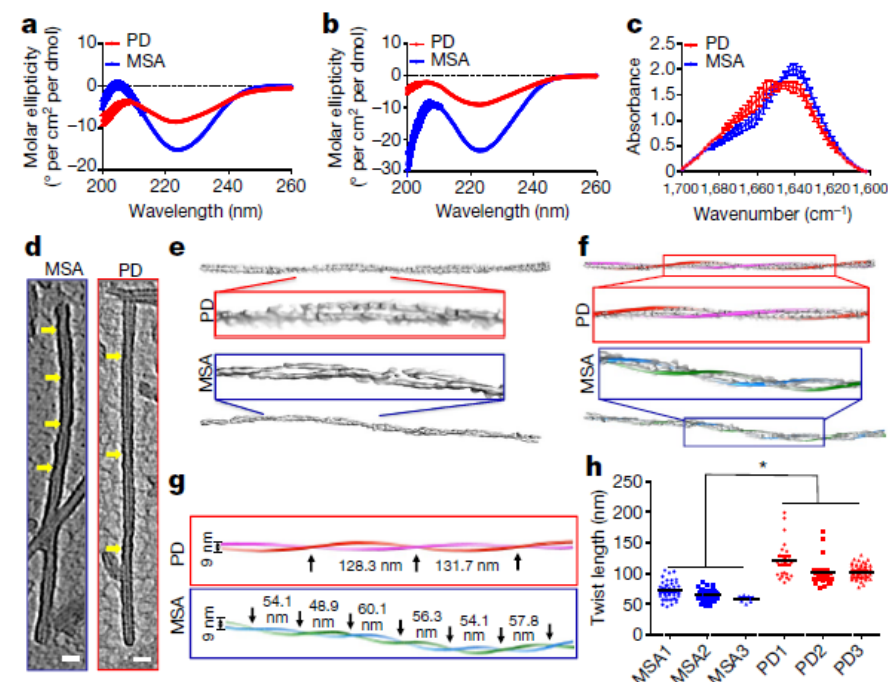 a
PD
MSA
Molar ellipticity
(° per cm² per dmol)
10
0
−10
−20
200 220 240 260
Wavelength (nm)
b
PD
MSA
Molar ellipticity
(° per cm² per dmol)
10
0
−10
−20
−30
200 220 240 260
Wavelength (nm)
c
PD
MSA
Absorbance
2.5
2.0
1.5
1.0
0.5
0
1,700 1,680 1,660 1,640 1,620 1,600
Wavenumber (cm⁻¹)
d
MSA PD
e
PD
MSA
f
PD
MSA
g
PD
9 nm
128.3 nm 131.7 nm
MSA
9 nm
54.1 nm
48.9 nm
60.1 nm
56.3 nm
54.1 nm
57.8 nm
h
*
Twist length (nm)
250
200
150
100
50
0
MSA1 MSA2 MSA3 PD1 PD2 PD3